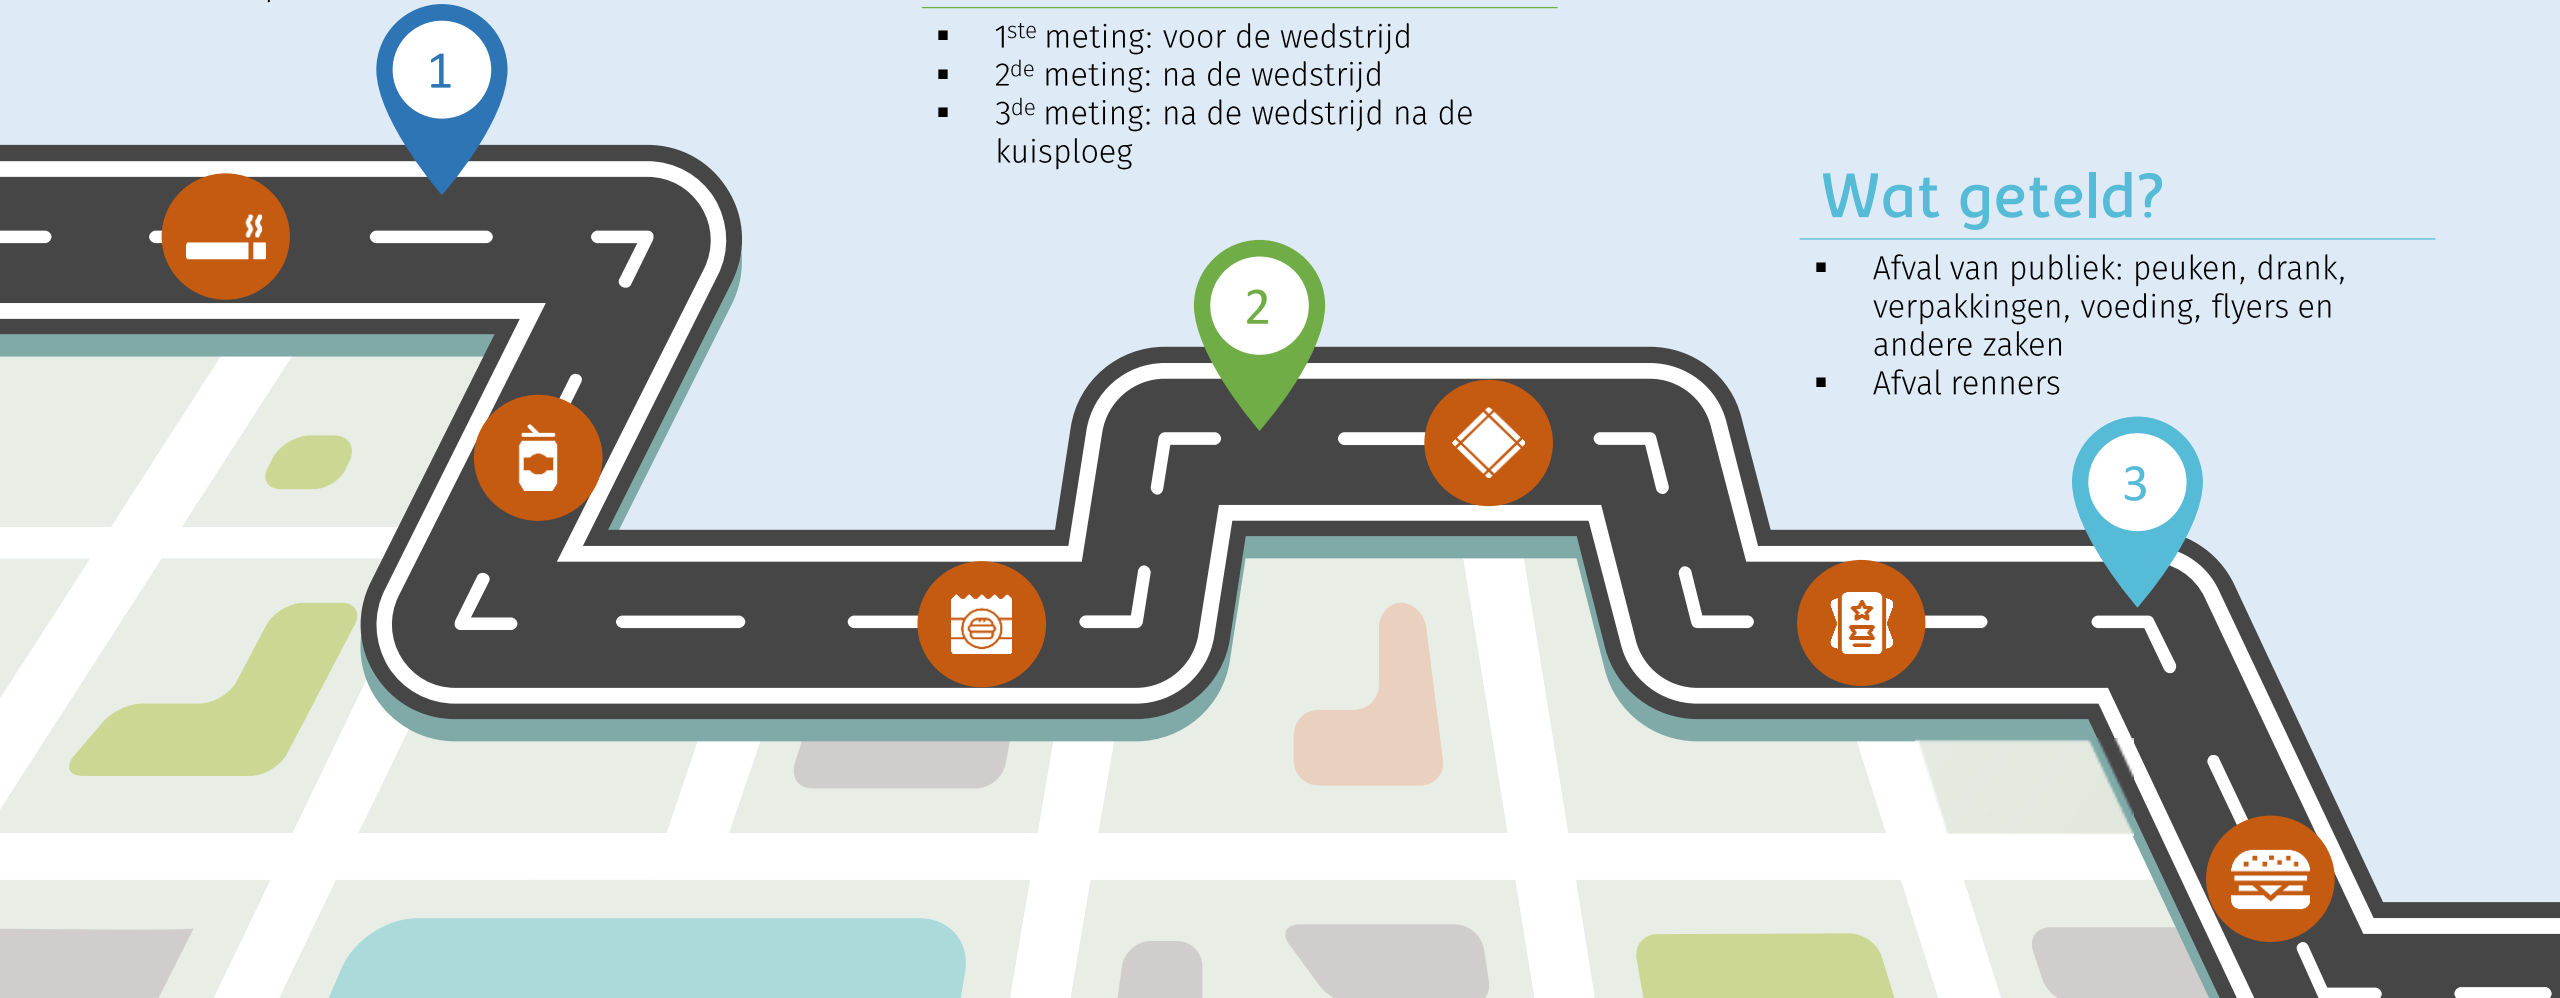 1
▪ 1ste meting: voor de wedstrijd
▪ 2de meting: na de wedstrijd
▪ 3de meting: na de wedstrijd na de
kuisploeg
2
Wat geteld?
▪ Afval van publiek: peuken, drank,
verpakkingen, voeding, flyers en
andere zaken
▪ Afval renners
3